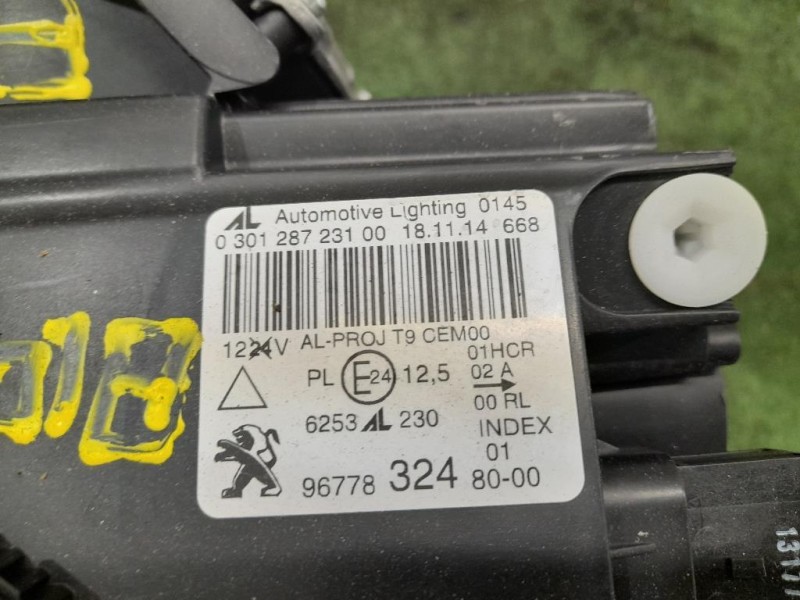 AL Automotive Lighting 0145
0 301 287 231 00 18.11.14 668
1224V AL-PROJ T9 CEM00
01HCR
PL E24 12,5 02 A
00 RL
6253 AL 230 INDEX
01
96778 324 80-00